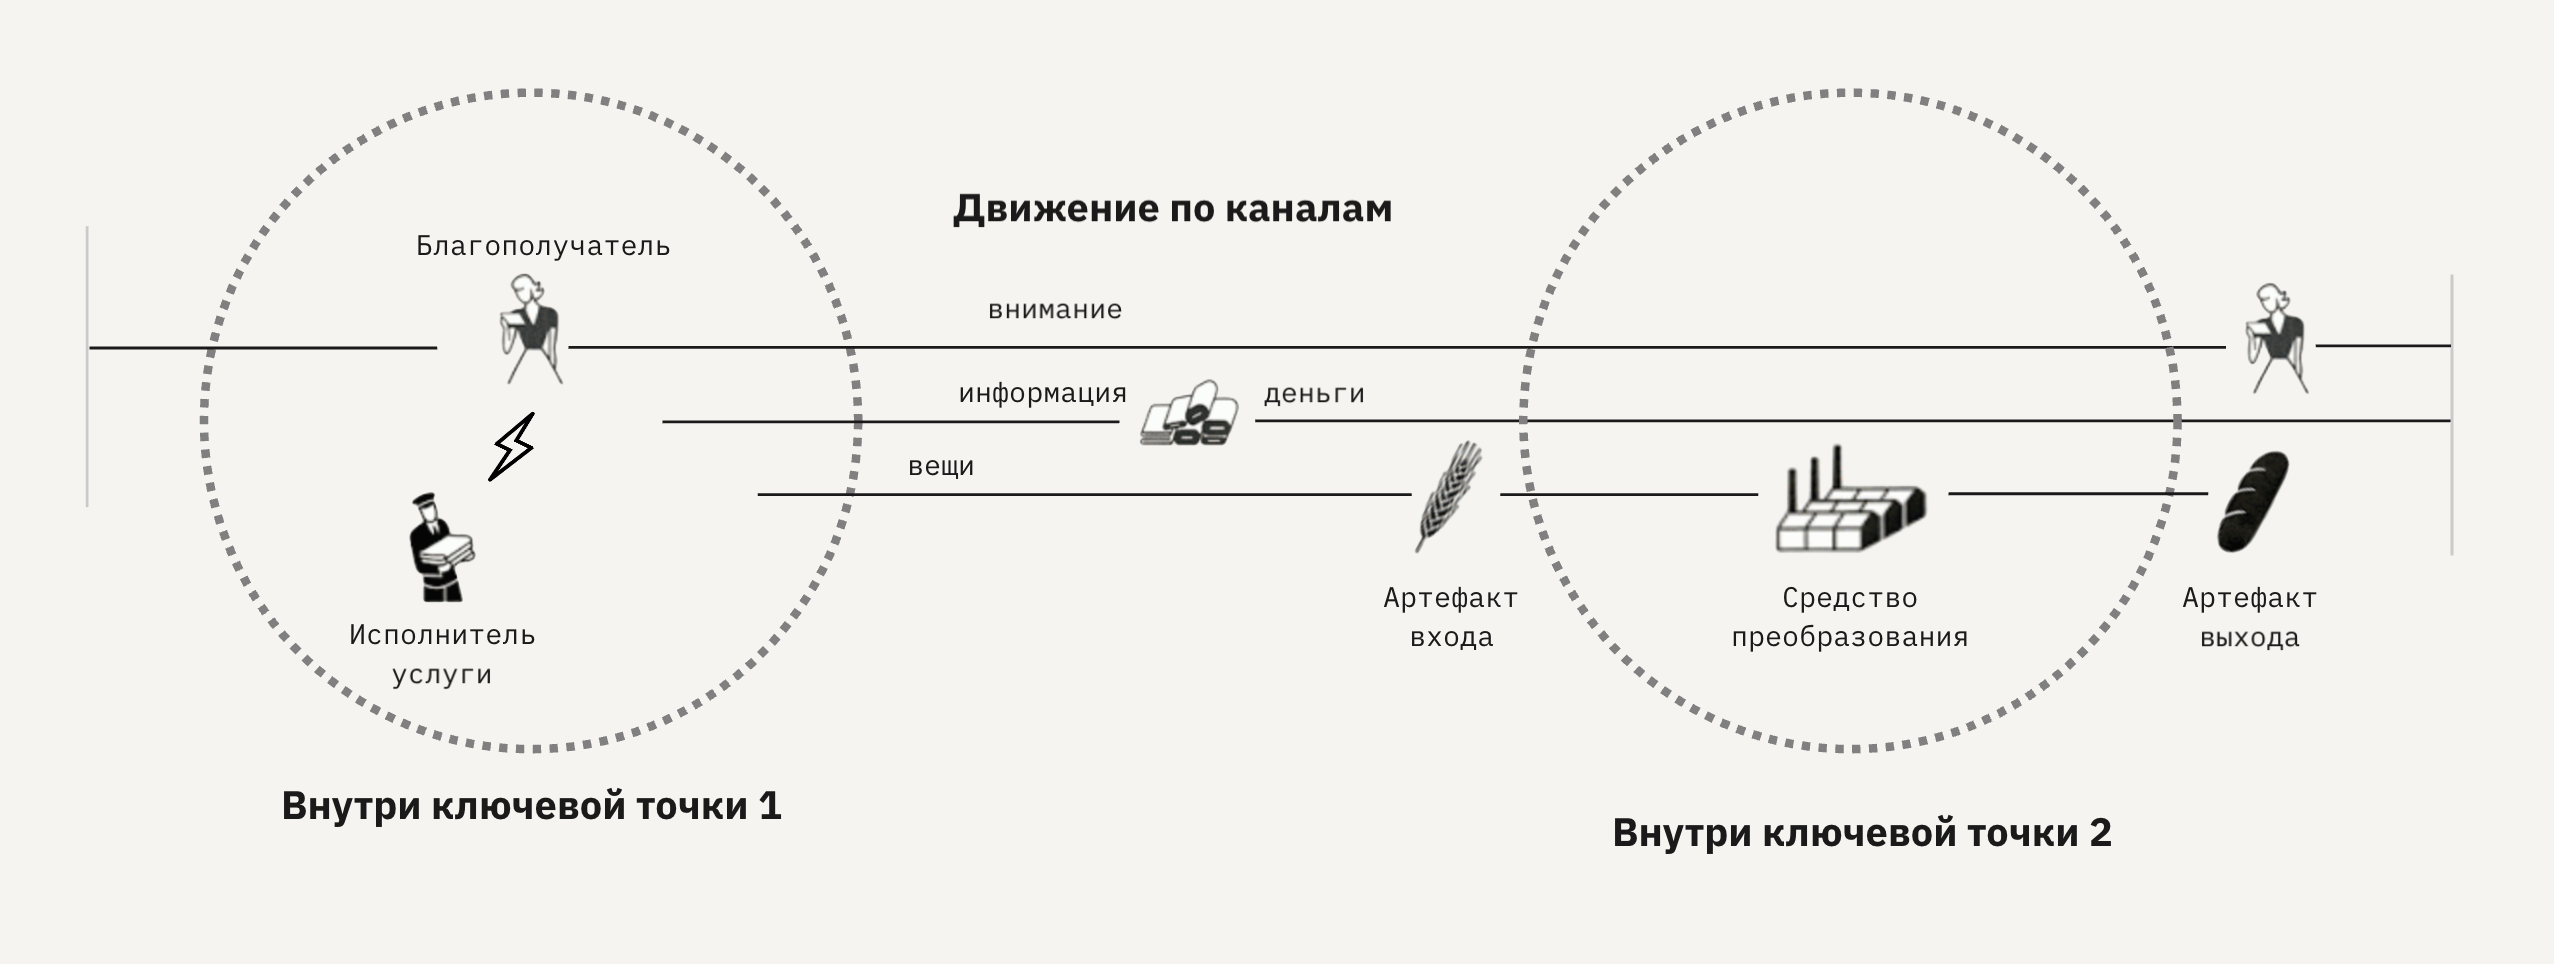 Движение по каналам
Благополучатель
внимание
информация
деньги
вещи
Исполнитель
услуги
Артефакт
входа
Средство
преобразования
Артефакт
выхода
Внутри ключевой точки 1
Внутри ключевой точки 2